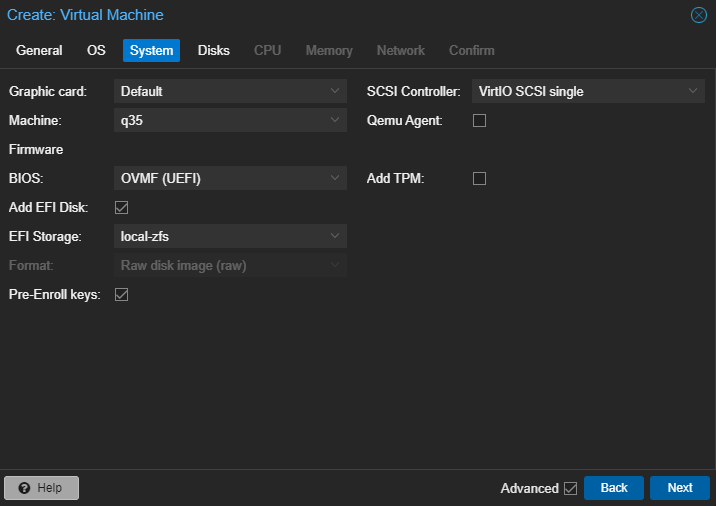 Create: Virtual Machine
General OS System Disks CPU Memory Network Confirm
Graphic card: Default SCSI Controller: VirtIO SCSI single
Machine: q35 Qemu Agent:
Firmware
BIOS: OVMF (UEFI) Add TPM:
Add EFI Disk:
EFI Storage: local-zfs
Format: Raw disk image (raw)
Pre-Enroll keys:
Help Advanced Back Next